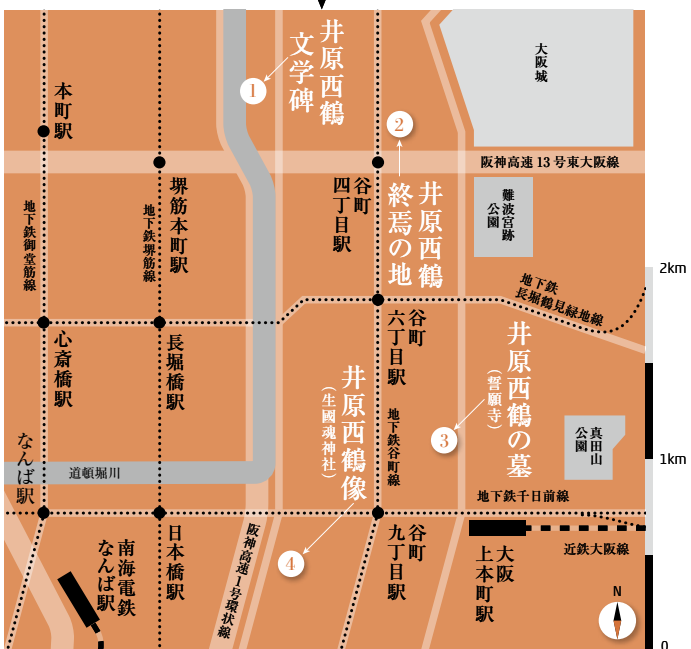 井原西鶴
文学碑
1
大阪城
本町駅
2
阪神高速13号東大阪線
谷町
四丁目駅
井原西鶴
終焉の地
難波宮跡
公園
堺筋本町駅
地下鉄堺筋線
地下鉄御堂筋線
2km
地下鉄
長堀鶴見緑地線
谷町
六丁目駅
長堀橋駅
心斎橋駅
井原西鶴の墓
(誓願寺)
3
井原西鶴像
(生國魂神社)
4
地下鉄谷町線
真田山
公園
なんば駅
道頓堀川
1km
地下鉄千日前線
谷町
九丁目駅
日本橋駅
阪神高速1号環状線
南海電鉄
なんば駅
大阪
上本町駅
近鉄大阪線
N
0